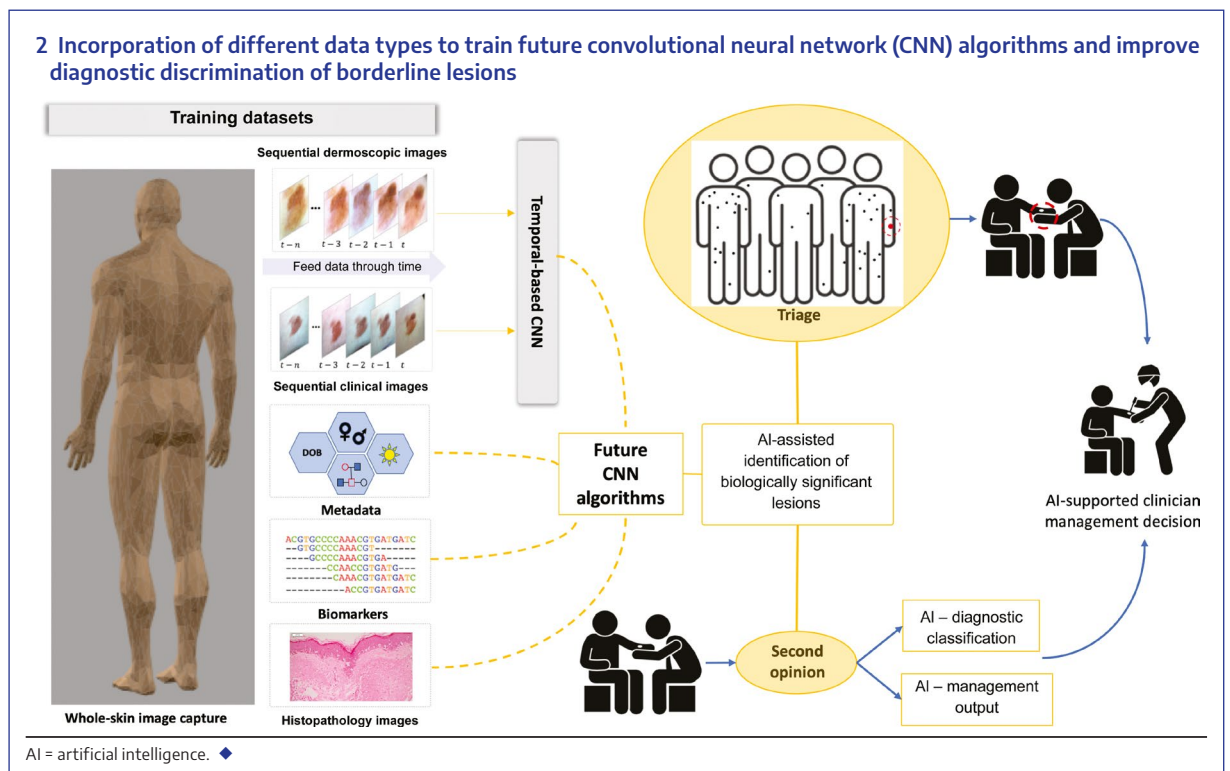 2 Incorporation of different data types to train future convolutional neural network (CNN) algorithms and improve
diagnostic discrimination of borderline lesions
Training datasets
Sequential dermoscopic images
...
t − n
t − 3
t − 2
t − 1
t
Feed data through time
...
t − n
t − 3
t − 2
t − 1
t
Sequential clinical images
DOB
♀♂
Metadata
ACGTGCCCCAAACGTGATGATC
--GTGCCCCAAACGT-------
---GCCCCAAACGTGA-----
-----CCAAACGTGATG---
------CAAACGTGATGATC
--------ACCGTGATGATC
Biomarkers
Histopathology images
Whole-skin image capture
Temporal-based CNN
Future
CNN
algorithms
Triage
AI-assisted
identification of
biologically significant
lesions
Second
opinion
AI – diagnostic
classification
AI – management
output
AI-supported clinician
management decision
AI = artificial intelligence. ◆